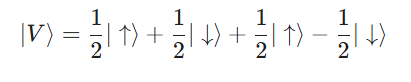 |V⟩ = 1/2|↑⟩ + 1/2|↓⟩ + 1/2|↑⟩ − 1/2|↓⟩